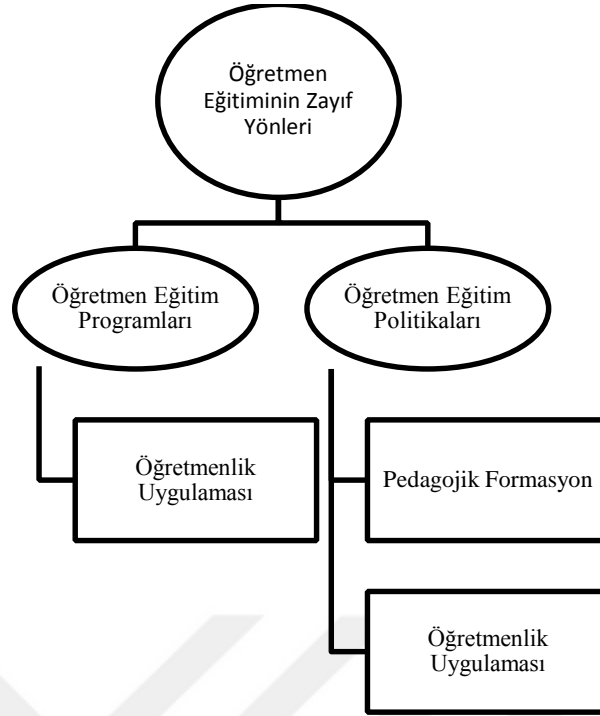 Öğretmen
Eğitiminin Zayıf
Yönleri
Öğretmen Eğitim
Programları
Öğretmen Eğitim
Politikaları
Öğretmenlik
Uygulaması
Pedagojik Formasyon
Öğretmenlik
Uygulaması